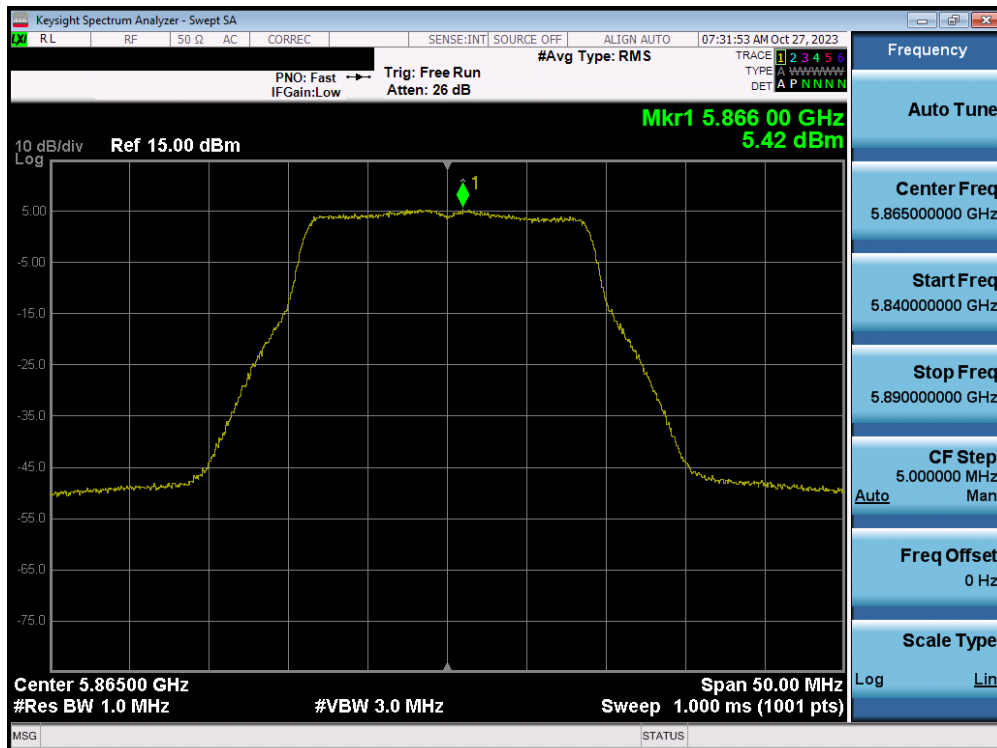 Keysight Spectrum Analyzer - Swept SA
LXI RL RF 50 Ω AC CORREC SENSE:INT SOURCE OFF ALIGN AUTO 07:31:53 AM Oct 27, 2023
#Avg Type: RMS
TRACE 1 2 3 4 5 6
PNO: Fast Trig: Free Run
TYPE A WWWWW
IFGain:Low Atten: 26 dB
DET A P N N N N
Mkr1 5.866 00 GHz
5.42 dBm
10 dB/div Ref 15.00 dBm
Log
1
5.00
-5.00
-15.0
-25.0
-35.0
-45.0
-55.0
-65.0
-75.0
Center 5.86500 GHz Span 50.00 MHz
#Res BW 1.0 MHz #VBW 3.0 MHz Sweep 1.000 ms (1001 pts)
MSG STATUS
Frequency
Auto Tune
Center Freq
5.865000000 GHz
Start Freq
5.840000000 GHz
Stop Freq
5.890000000 GHz
CF Step
5.000000 MHz
Auto Man
Freq Offset
0 Hz
Scale Type
Log Lin